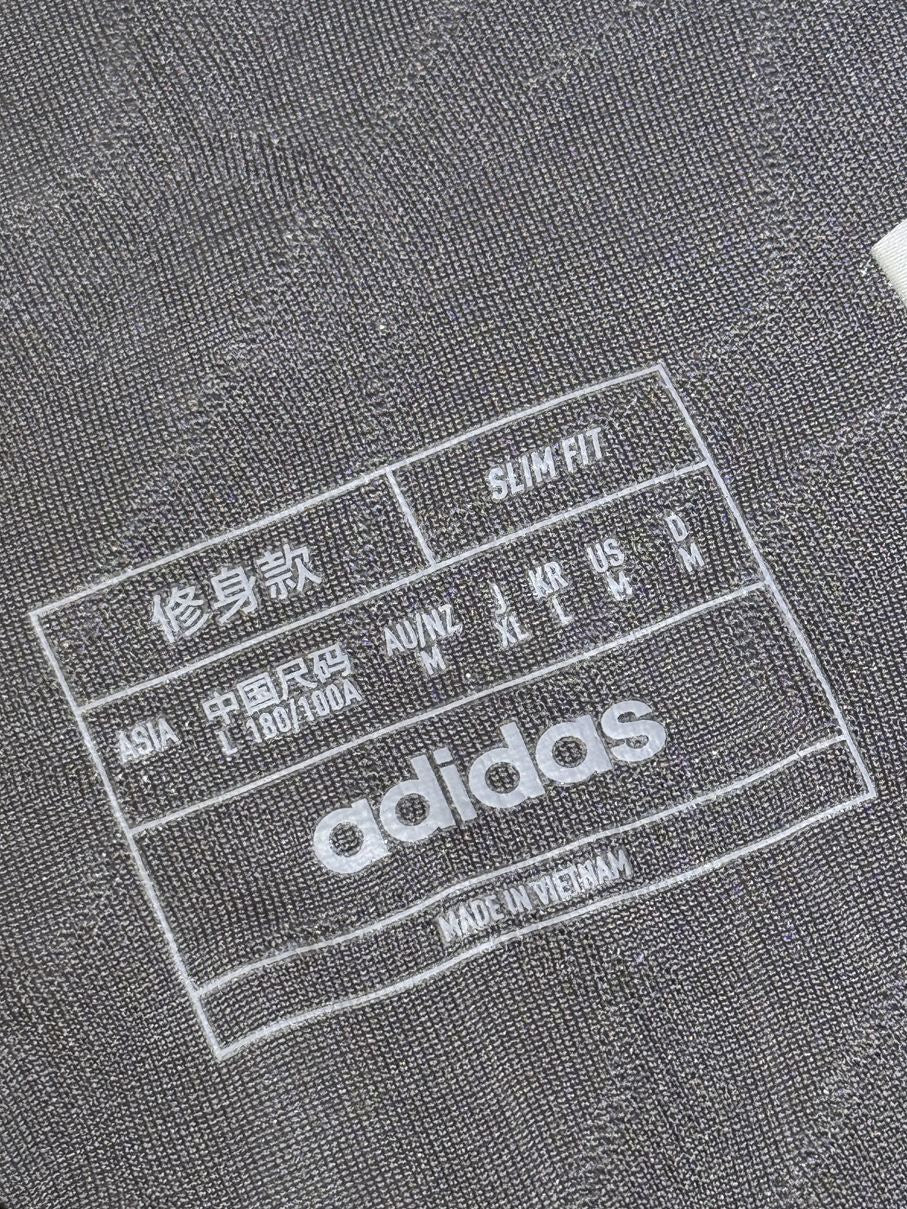 修身款 SLIM FIT
ASIA 中国尺码 AU/NZ J KR US D
L 180/100A M XL L M M
adidas
MADE IN VIETNAM